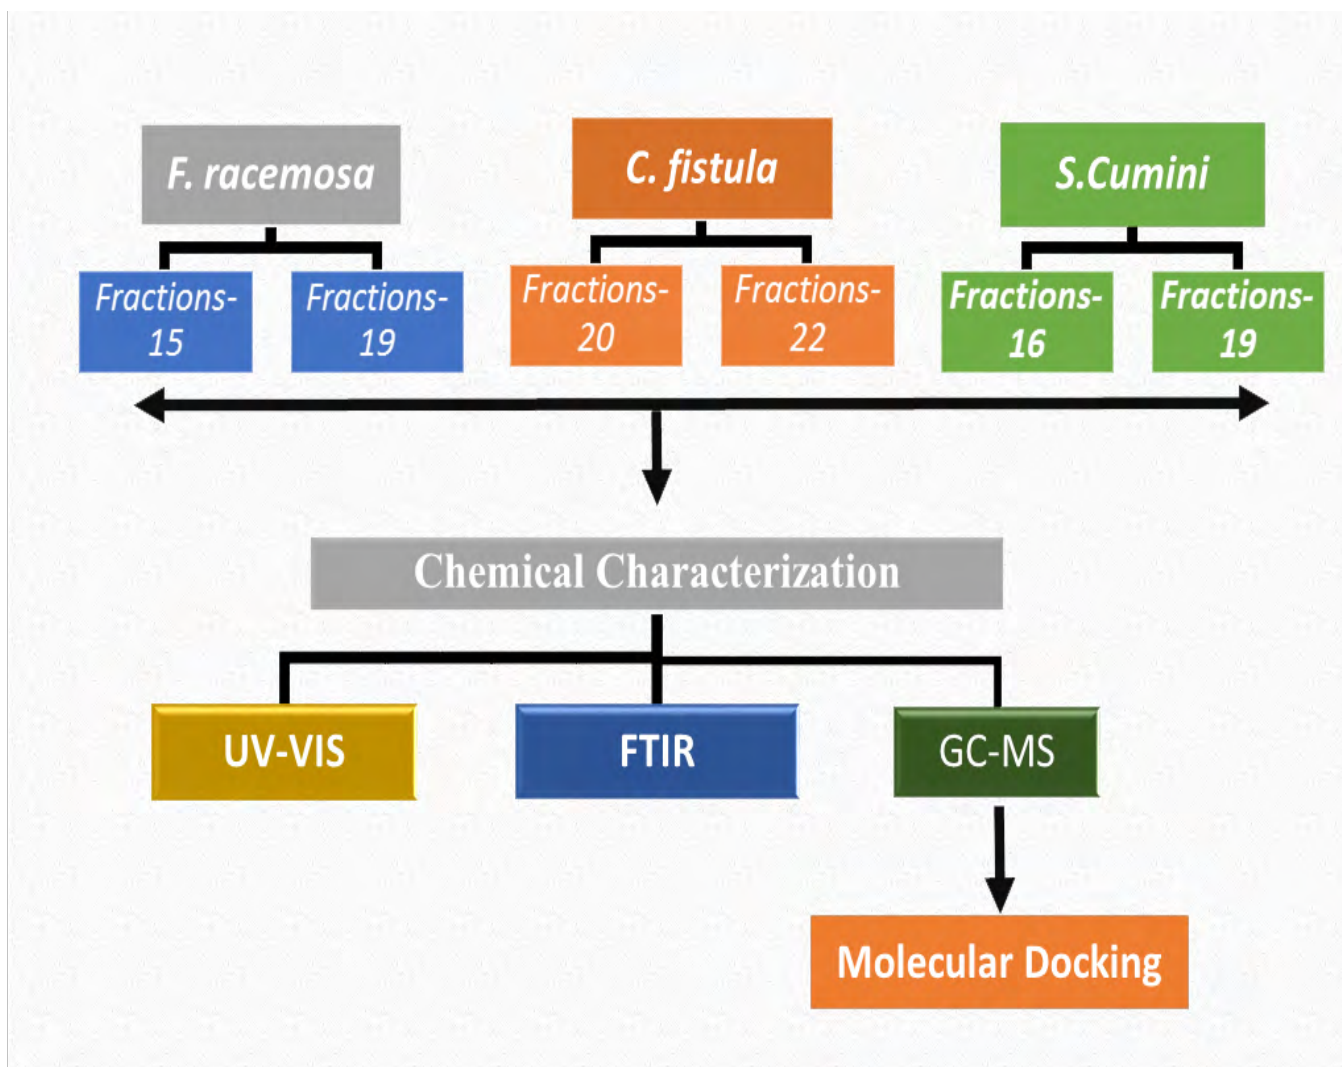 F. racemosa
C. fistula
S.Cumini
Fractions-
15
Fractions-
19
Fractions-
20
Fractions-
22
Fractions-
16
Fractions-
19
Chemical Characterization
UV-VIS
FTIR
GC-MS
Molecular Docking